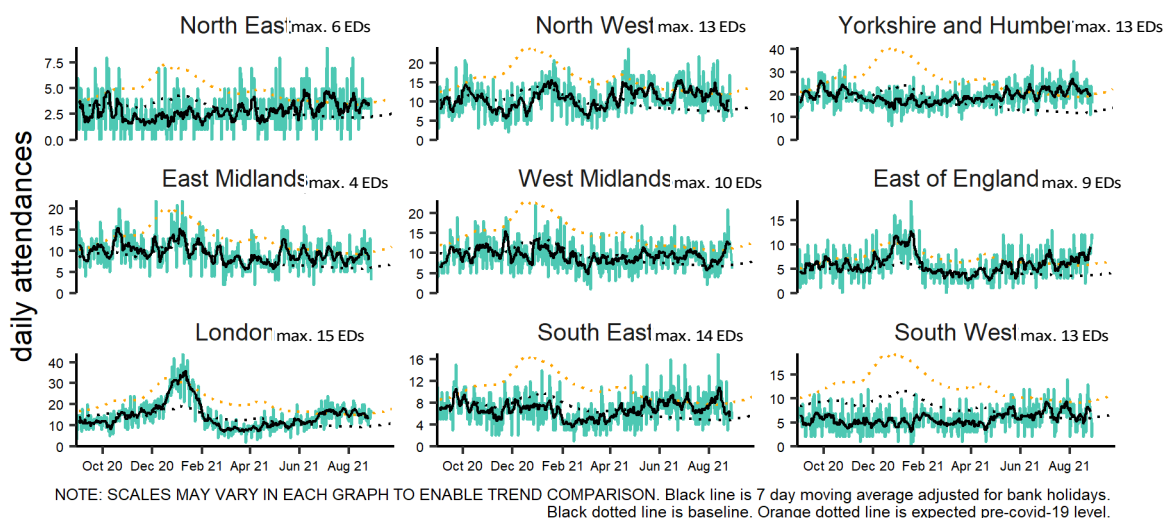 North East max. 6 EDs
North West max. 13 EDs
Yorkshire and Humber max. 13 EDs
7.5
5.0
2.5
0.0
20
15
10
5
0
40
30
20
10
0
daily attendances
East Midlands max. 4 EDs
West Midlands max. 10 EDs
East of England max. 9 EDs
20
15
10
5
0
20
15
10
5
0
15
10
5
0
London max. 15 EDs
South East max. 14 EDs
South West max. 13 EDs
40
30
20
10
0
16
12
8
4
0
15
10
5
0
Oct 20 Dec 20 Feb 21 Apr 21 Jun 21 Aug 21
Oct 20 Dec 20 Feb 21 Apr 21 Jun 21 Aug 21
Oct 20 Dec 20 Feb 21 Apr 21 Jun 21 Aug 21
NOTE: SCALES MAY VARY IN EACH GRAPH TO ENABLE TREND COMPARISON. Black line is 7 day moving average adjusted for bank holidays.
Black dotted line is baseline. Orange dotted line is expected pre-covid-19 level.